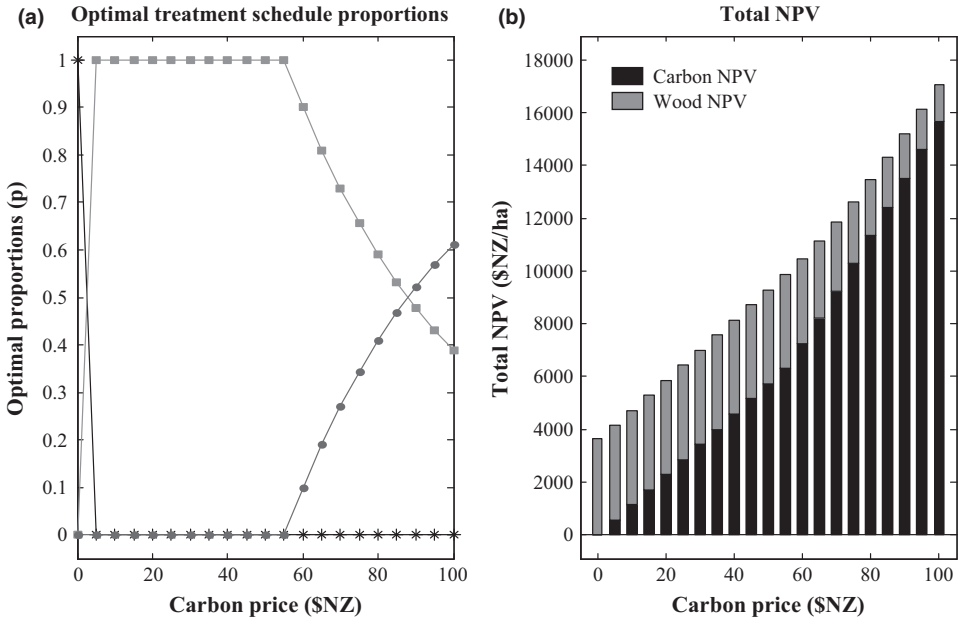 (a) Optimal treatment schedule proportions
Optimal proportions (p)
1
0.9
0.8
0.7
0.6
0.5
0.4
0.3
0.2
0.1
0
0 20 40 60 80 100
Carbon price ($NZ)
(b) Total NPV
Total NPV ($NZ/ha)
18000
16000
14000
12000
10000
8000
6000
4000
2000
0
Carbon NPV
Wood NPV
0 20 40 60 80 100
Carbon price ($NZ)